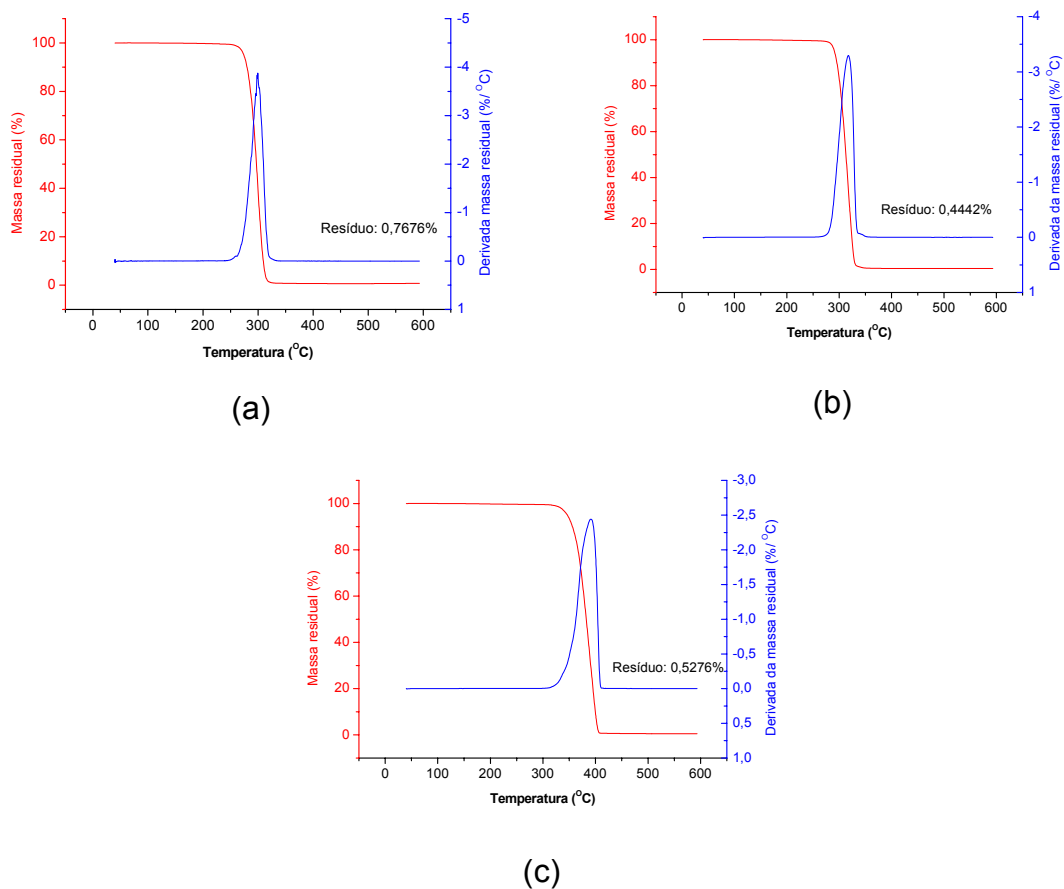 100
80
60
40
20
0
Massa residual (%)
-5
-4
-3
-2
-1
0
1
Derivada massa residual (%/ °C)
Resíduo: 0,7676%
0 100 200 300 400 500 600
Temperatura (°C)
(a)
100
80
60
40
20
0
Massa residual (%)
-4
-3
-2
-1
0
1
Derivada da massa residual (%/ °C)
Resíduo: 0,4442%
0 100 200 300 400 500 600
Temperatura (°C)
(b)
100
80
60
40
20
0
Massa residual (%)
-3,0
-2,5
-2,0
-1,5
-1,0
-0,5
0,0
0,5
1,0
Derivada da massa residual (%/ °C)
Resíduo: 0,5276%
0 100 200 300 400 500 600
Temperatura (°C)
(c)